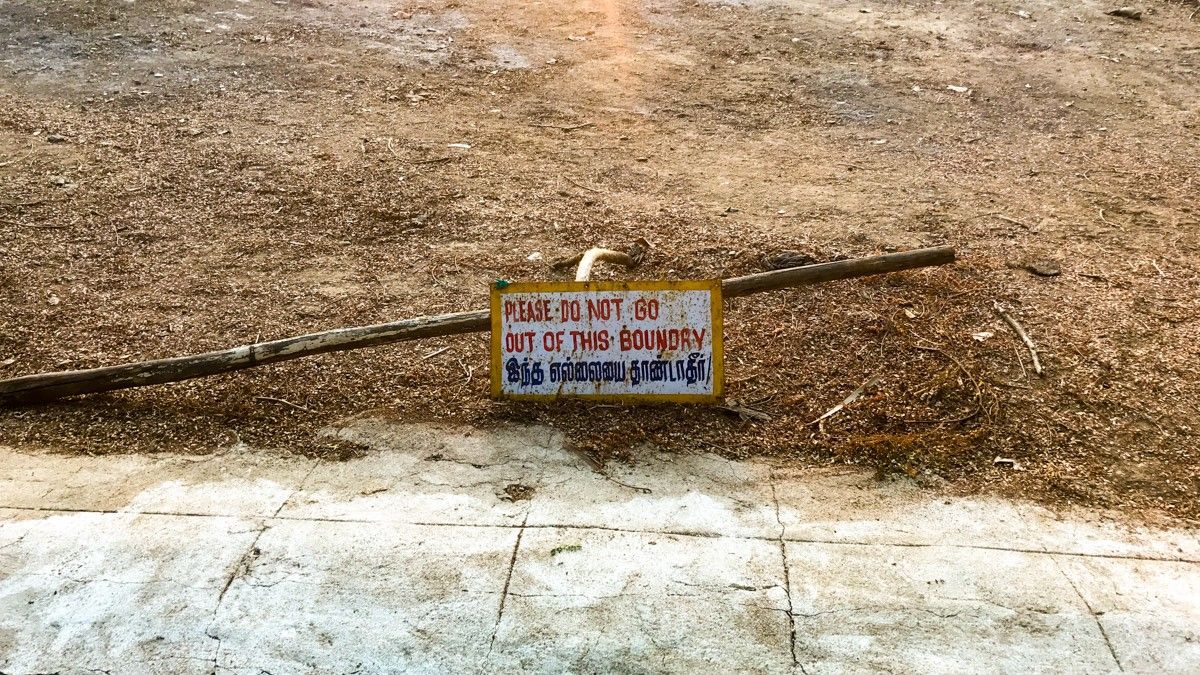 PLEASE DO NOT GO
OUT OF THIS BOUNDRY
இந்த எல்லையை தாண்டாதீர்